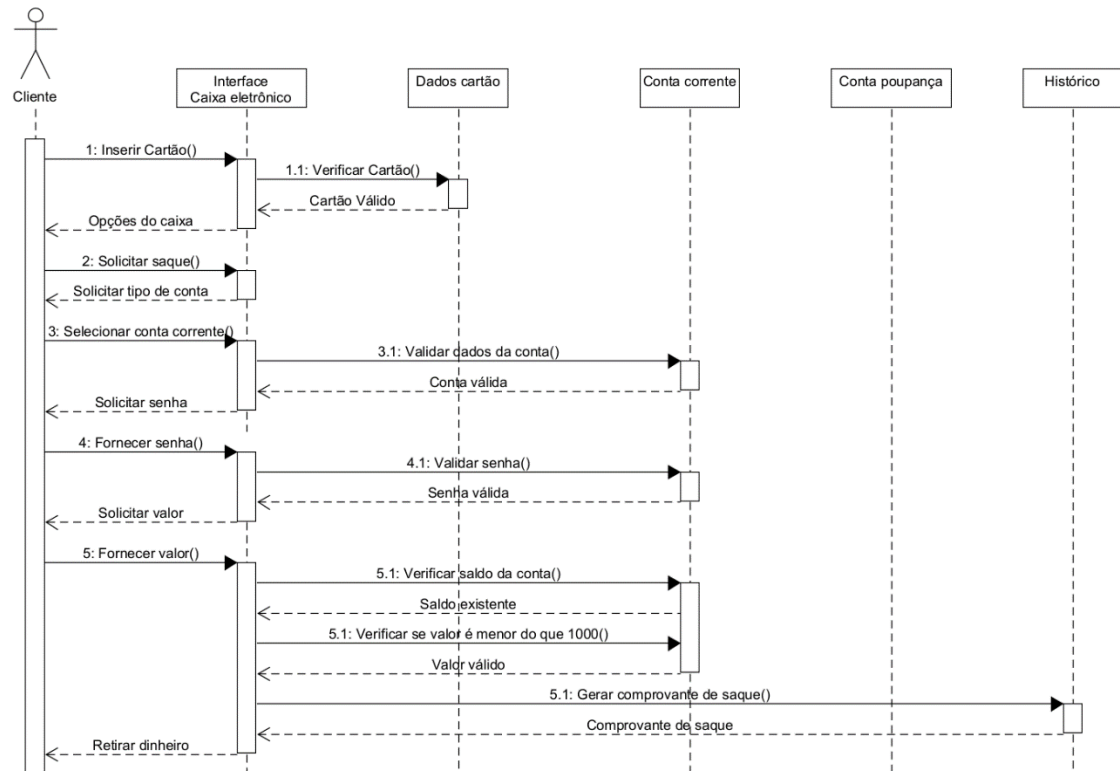 Cliente
Interface
Caixa eletrônico
Dados cartão
Conta corrente
Conta poupança
Histórico
1: Inserir Cartão()
1.1: Verificar Cartão()
Cartão Válido
Opções do caixa
2: Solicitar saque()
Solicitar tipo de conta
3: Selecionar conta corrente()
3.1: Validar dados da conta()
Conta válida
Solicitar senha
4: Fornecer senha()
4.1: Validar senha()
Senha válida
Solicitar valor
5: Fornecer valor()
5.1: Verificar saldo da conta()
Saldo existente
5.1: Verificar se valor é menor do que 1000()
Valor válido
5.1: Gerar comprovante de saque()
Comprovante de saque
Retirar dinheiro